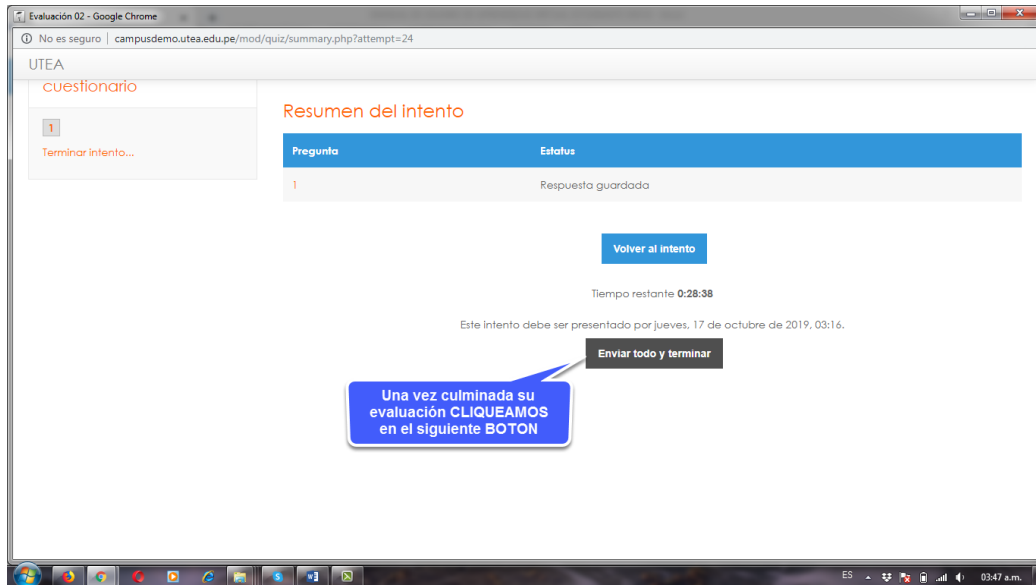 Evaluación 02 - Google Chrome
No es seguro | campusdemo.utea.edu.pe/mod/quiz/summary.php?attempt=24
UTEA
cuestionario
1
Terminar intento...
Resumen del intento
Pregunta Estatus
1 Respuesta guardada
Volver al intento
Tiempo restante 0:28:38
Este intento debe ser presentado por jueves, 17 de octubre de 2019, 03:16.
Enviar todo y terminar
Una vez culminada su
evaluación CLIQUEAMOS
en el siguiente BOTON
ES 03:47 a.m.